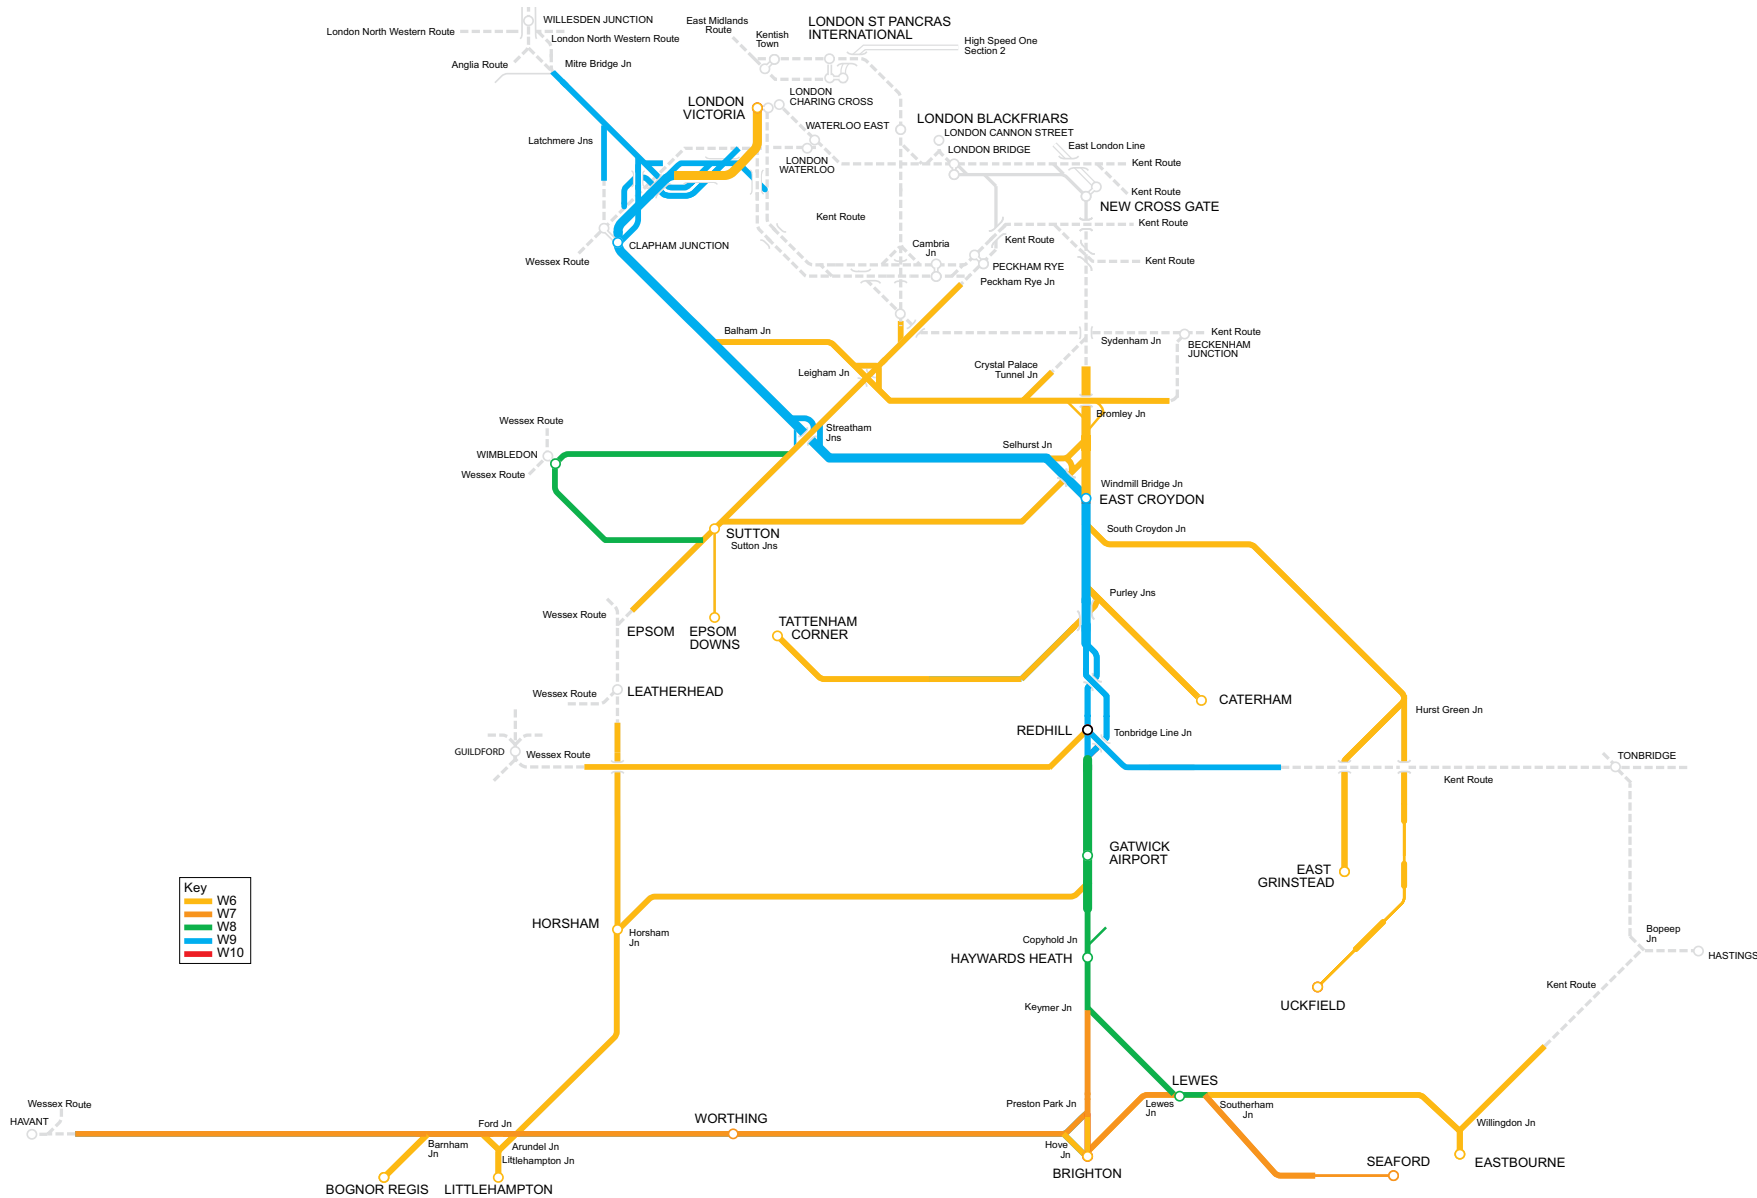 WILLESDEN JUNCTION
London North Western Route
London North Western Route
Anglia Route
Mitre Bridge Jn
East Midlands
Route
Kentish
Town
LONDON ST PANCRAS
INTERNATIONAL
High Speed One
Section 2
LONDON
VICTORIA
LONDON
CHARING CROSS
WATERLOO EAST
LONDON BLACKFRIARS
LONDON CANNON STREET
LONDON BRIDGE
East London Line
Kent Route
Latchmere Jns
LONDON
WATERLOO
Kent Route
NEW CROSS GATE
Kent Route
Kent Route
CLAPHAM JUNCTION
Wessex Route
Cambria
Jn
Kent Route
Kent Route
PECKHAM RYE
Peckham Rye Jn
Balham Jn
Kent Route
Sydenham Jn
BECKENHAM
JUNCTION
Leigham Jn
Crystal Palace
Tunnel Jn
Bromley Jn
Wessex Route
Streatham
Jns
Selhurst Jn
WIMBLEDON
Wessex Route
Windmill Bridge Jn
EAST CROYDON
SUTTON
Sutton Jns
South Croydon Jn
Purley Jns
Wessex Route
EPSOM
EPSOM
DOWNS
TATTENHAM
CORNER
Wessex Route
LEATHERHEAD
CATERHAM
Hurst Green Jn
REDHILL
Tonbridge Line Jn
GUILDFORD
Wessex Route
TONBRIDGE
Kent Route
GATWICK
AIRPORT
EAST
GRINSTEAD
Key
W6
W7
W8
W9
W10
HORSHAM
Horsham
Jn
Copyhold Jn
HAYWARDS HEATH
Bopeep
Jn
HASTINGS
Kent Route
UCKFIELD
Keymer Jn
LEWES
Wessex Route
HAVANT
Ford Jn
WORTHING
Preston Park Jn
Lewes
Jn
Southerham
Jn
Willingdon Jn
Barnham
Jn
Arundel Jn
Littlehampton Jn
Hove
Jn
BRIGHTON
SEAFORD
EASTBOURNE
BOGNOR REGIS
LITTLEHAMPTON